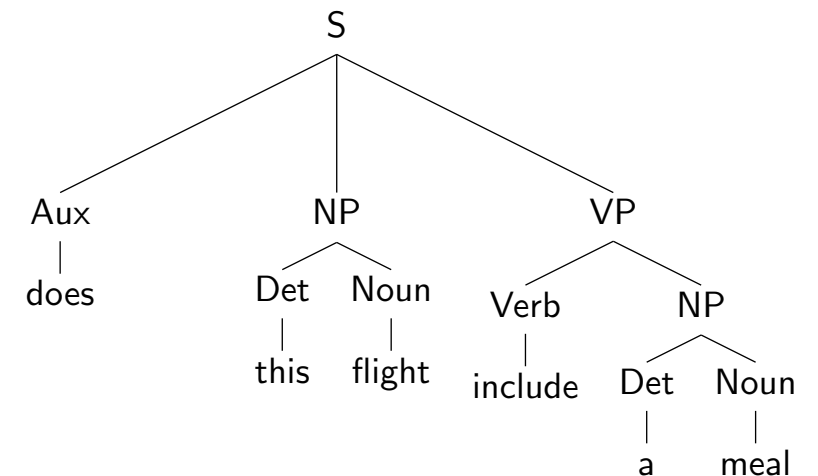 S
Aux NP VP
does Det Noun Verb NP
this flight include Det Noun
a meal